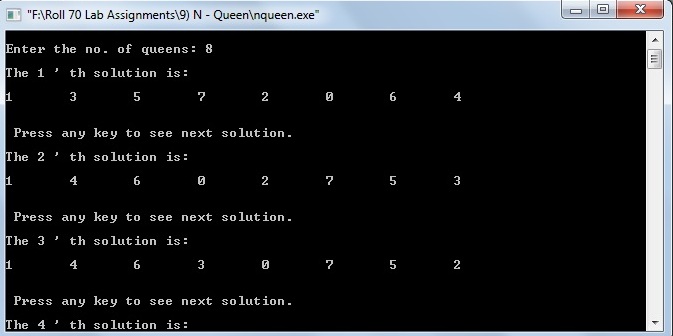 "F:\Roll 70 Lab Assignments\9) N - Queen\nqueen.exe"
Enter the no. of queens: 8
The 1 ' th solution is:
1 3 5 7 2 0 6 4
Press any key to see next solution.
The 2 ' th solution is:
1 4 6 0 2 7 5 3
Press any key to see next solution.
The 3 ' th solution is:
1 4 6 3 0 7 5 2
Press any key to see next solution.
The 4 ' th solution is: